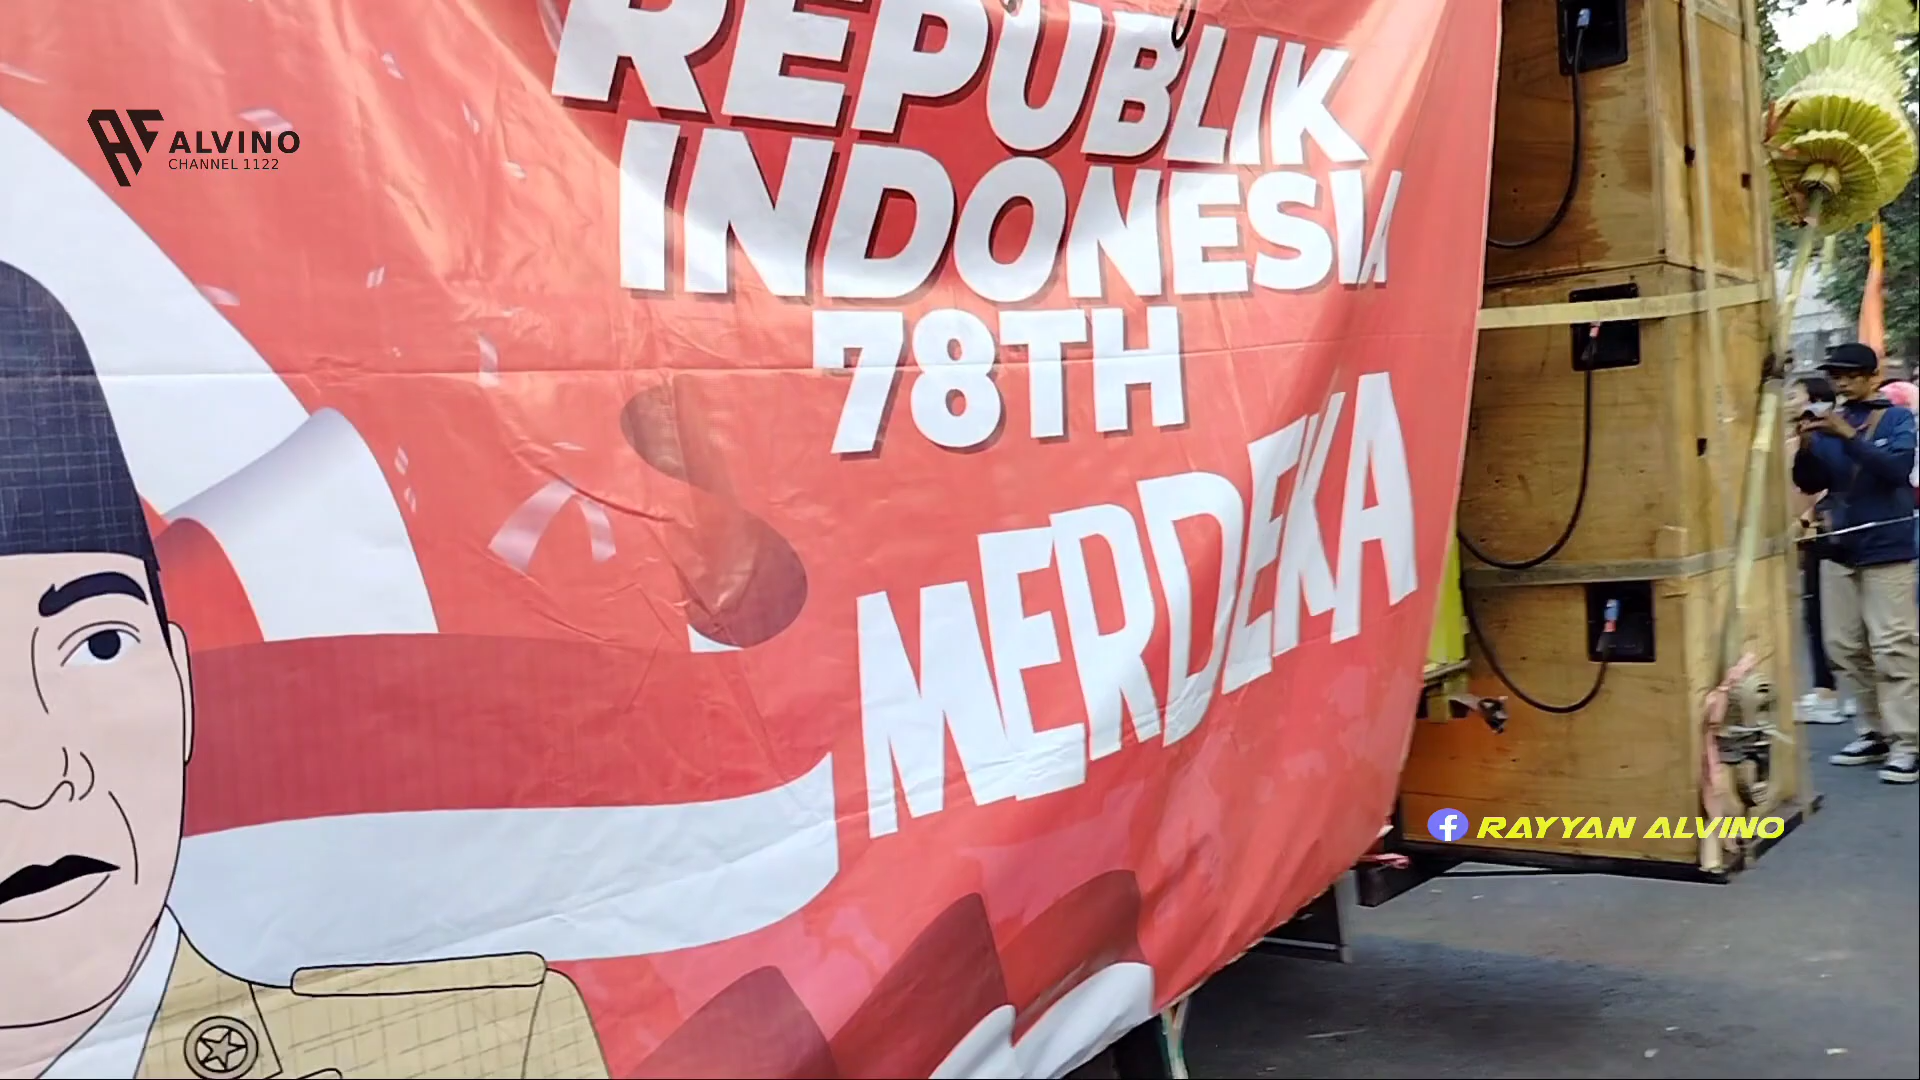 REPUBLIK
INDONESIA
78TH
MERDEKA
ALVINO
CHANNEL 1122
RAYYAN ALVINO